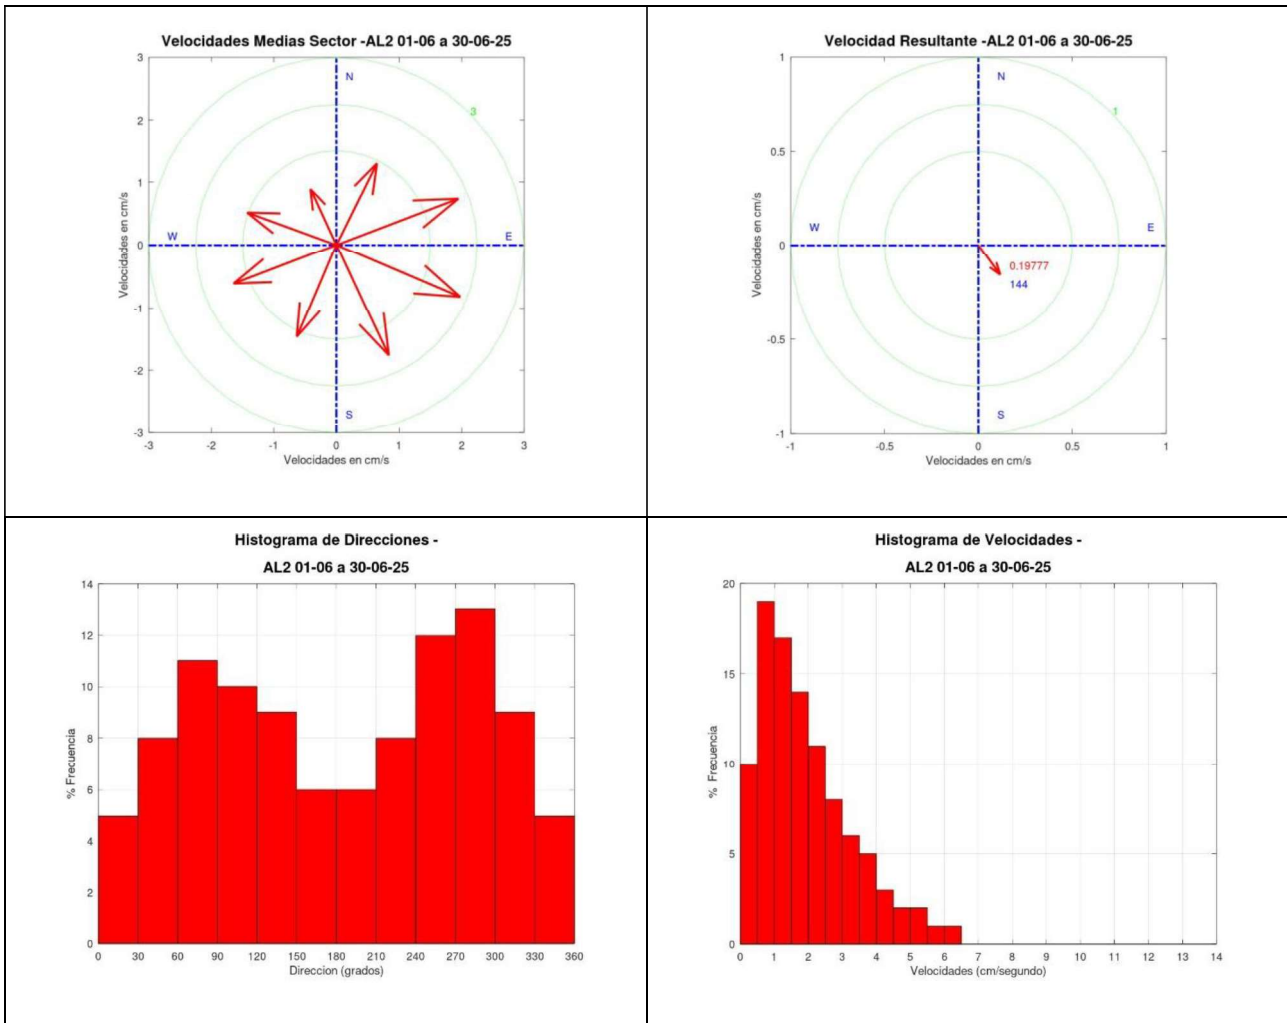 Velocidades Medias Sector -AL2 01-06 a 30-06-25
3
2
1
0
-1
-2
-3
Velocidades en cm/s
N
3
W
E
S
-3
-2
-1
0
1
2
3
Velocidades en cm/s
Velocidad Resultante -AL2 01-06 a 30-06-25
1
0.5
0
-0.5
-1
Velocidades en cm/s
N
1
W
E
0.19777
144
S
-1
-0.5
0
0.5
1
Velocidades en cm/s
Histograma de Direcciones -
AL2 01-06 a 30-06-25
14
12
10
8
6
4
2
0
% Frecuencia
0 30 60 90 120 150 180 210 240 270 300 330 360
Direccion (grados)
Histograma de Velocidades -
AL2 01-06 a 30-06-25
20
15
10
5
0
% Frecuencia
0 1 2 3 4 5 6 7 8 9 10 11 12 13 14
Velocidades (cm/segundo)